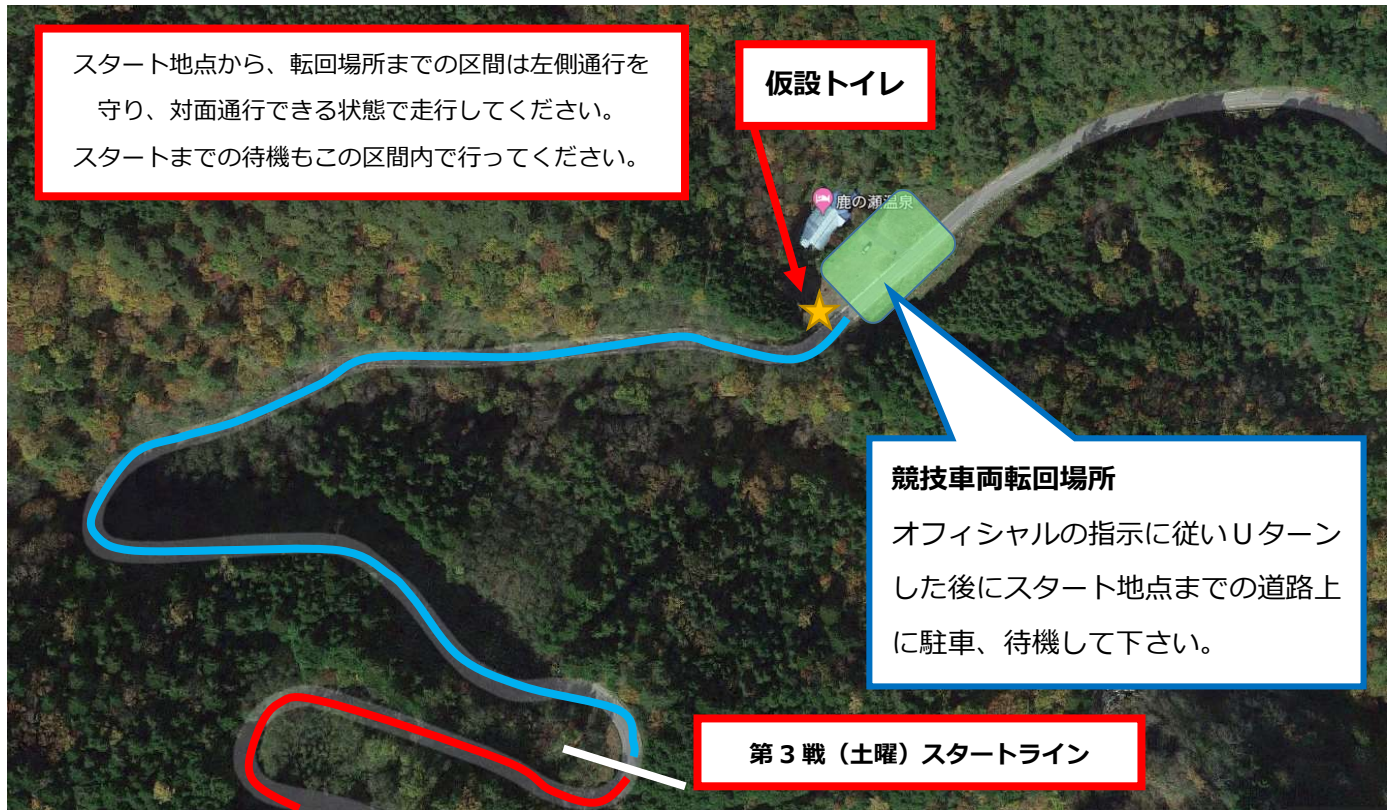 スタート地点から、転回場所までの区間は左側通行を
守り、対面通行できる状態で走行してください。
スタートまでの待機もこの区間内で行ってください。
仮設トイレ
鹿の瀬温泉
競技車両転回場所
オフィシャルの指示に従いＵターン
した後にスタート地点までの道路上
に駐車、待機して下さい。
第３戦（土曜）スタートライン